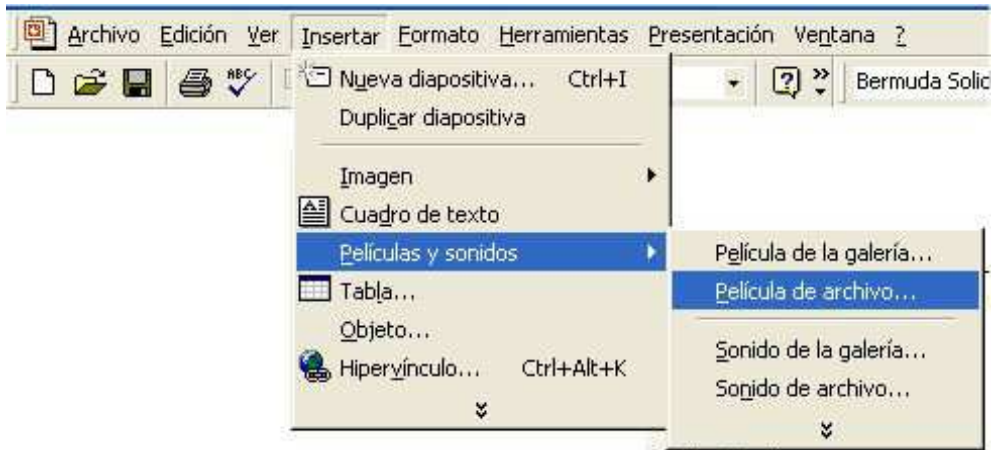 Archivo Edición Ver Insertar Formato Herramientas Presentación Ventana ?
ABC Bermuda Solid
Nueva diapositiva... Ctrl+I
Duplicar diapositiva
Imagen
Cuadro de texto
Películas y sonidos
Tabla...
Objeto...
Hipervínculo... Ctrl+Alt+K
Película de la galería...
Película de archivo...
Sonido de la galería...
Sonido de archivo...